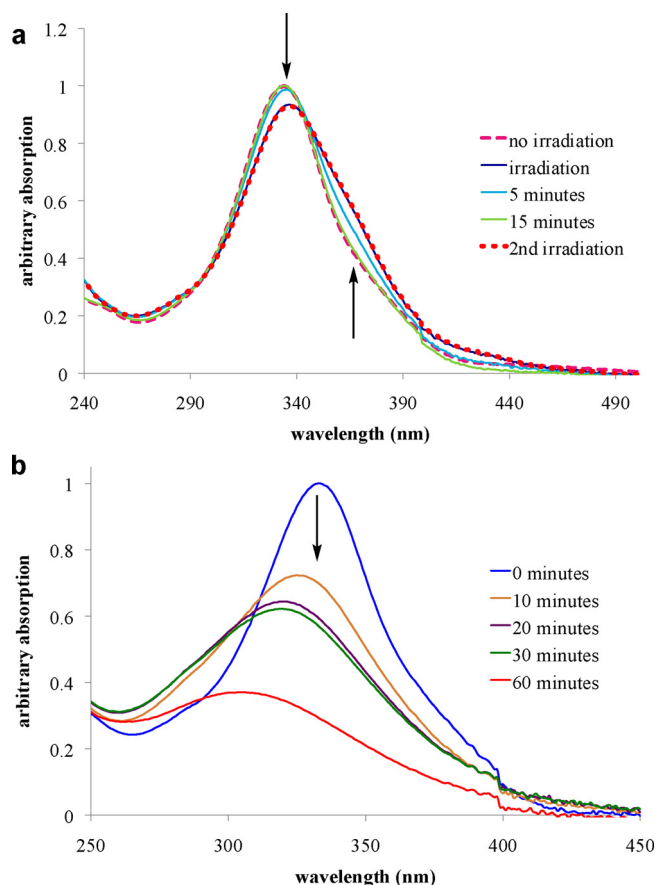 a
1.2
1
0.8
0.6
0.4
0.2
0
arbitrary absorption
240 290 340 390 440 490
wavelength (nm)
no irradiation
irradiation
5 minutes
15 minutes
2nd irradiation
b
1
0.8
0.6
0.4
0.2
0
arbitrary absorption
250 300 350 400 450
wavelength (nm)
0 minutes
10 minutes
20 minutes
30 minutes
60 minutes